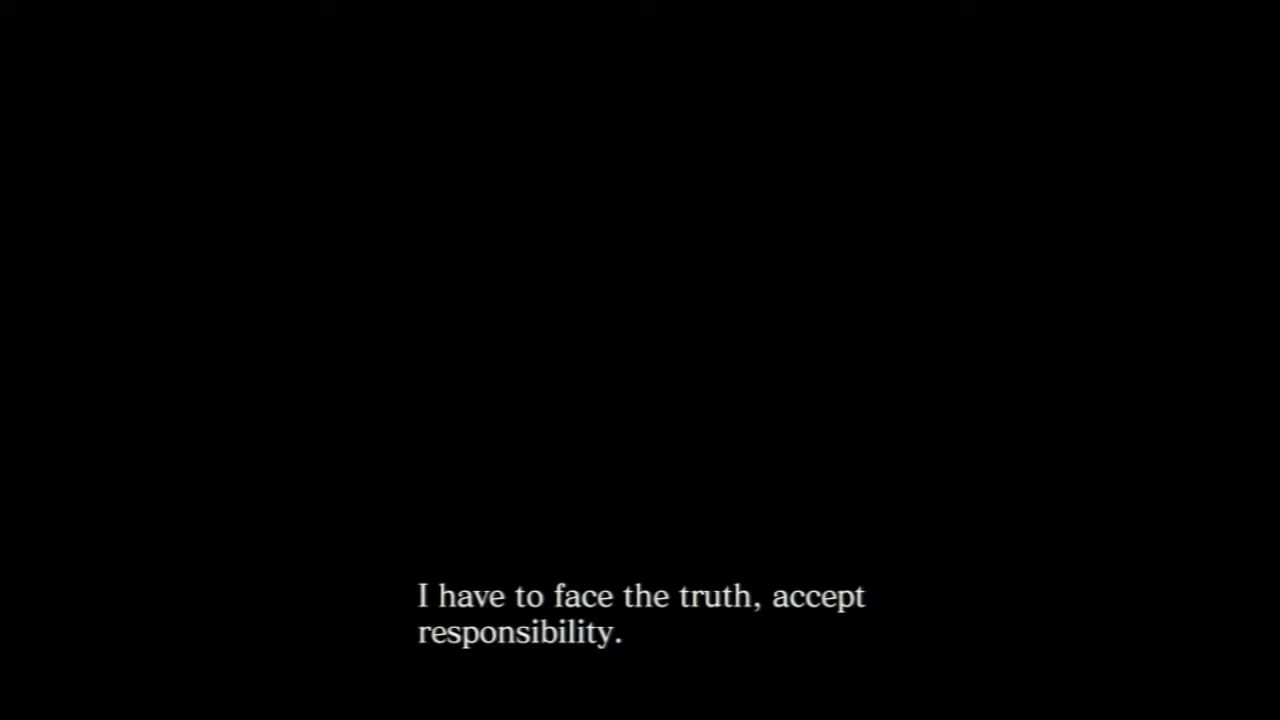 I have to face the truth, accept
responsibility.